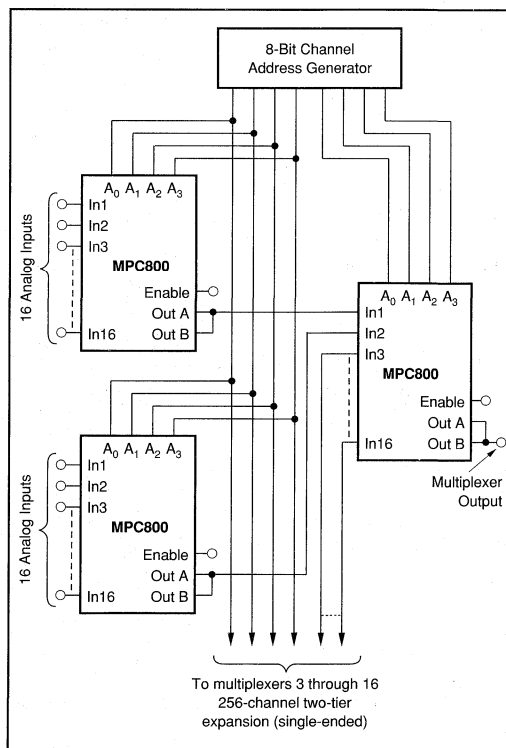 8-Bit Channel
Address Generator
A0 A1 A2 A3
In1
In2
In3
In16
MPC800
Enable
Out A
Out B
16 Analog Inputs
A0 A1 A2 A3
In1
In2
In3
In16
MPC800
Enable
Out A
Out B
Multiplexer
Output
A0 A1 A2 A3
In1
In2
In3
In16
MPC800
Enable
Out A
Out B
16 Analog Inputs
To multiplexers 3 through 16
256-channel two-tier
expansion (single-ended)